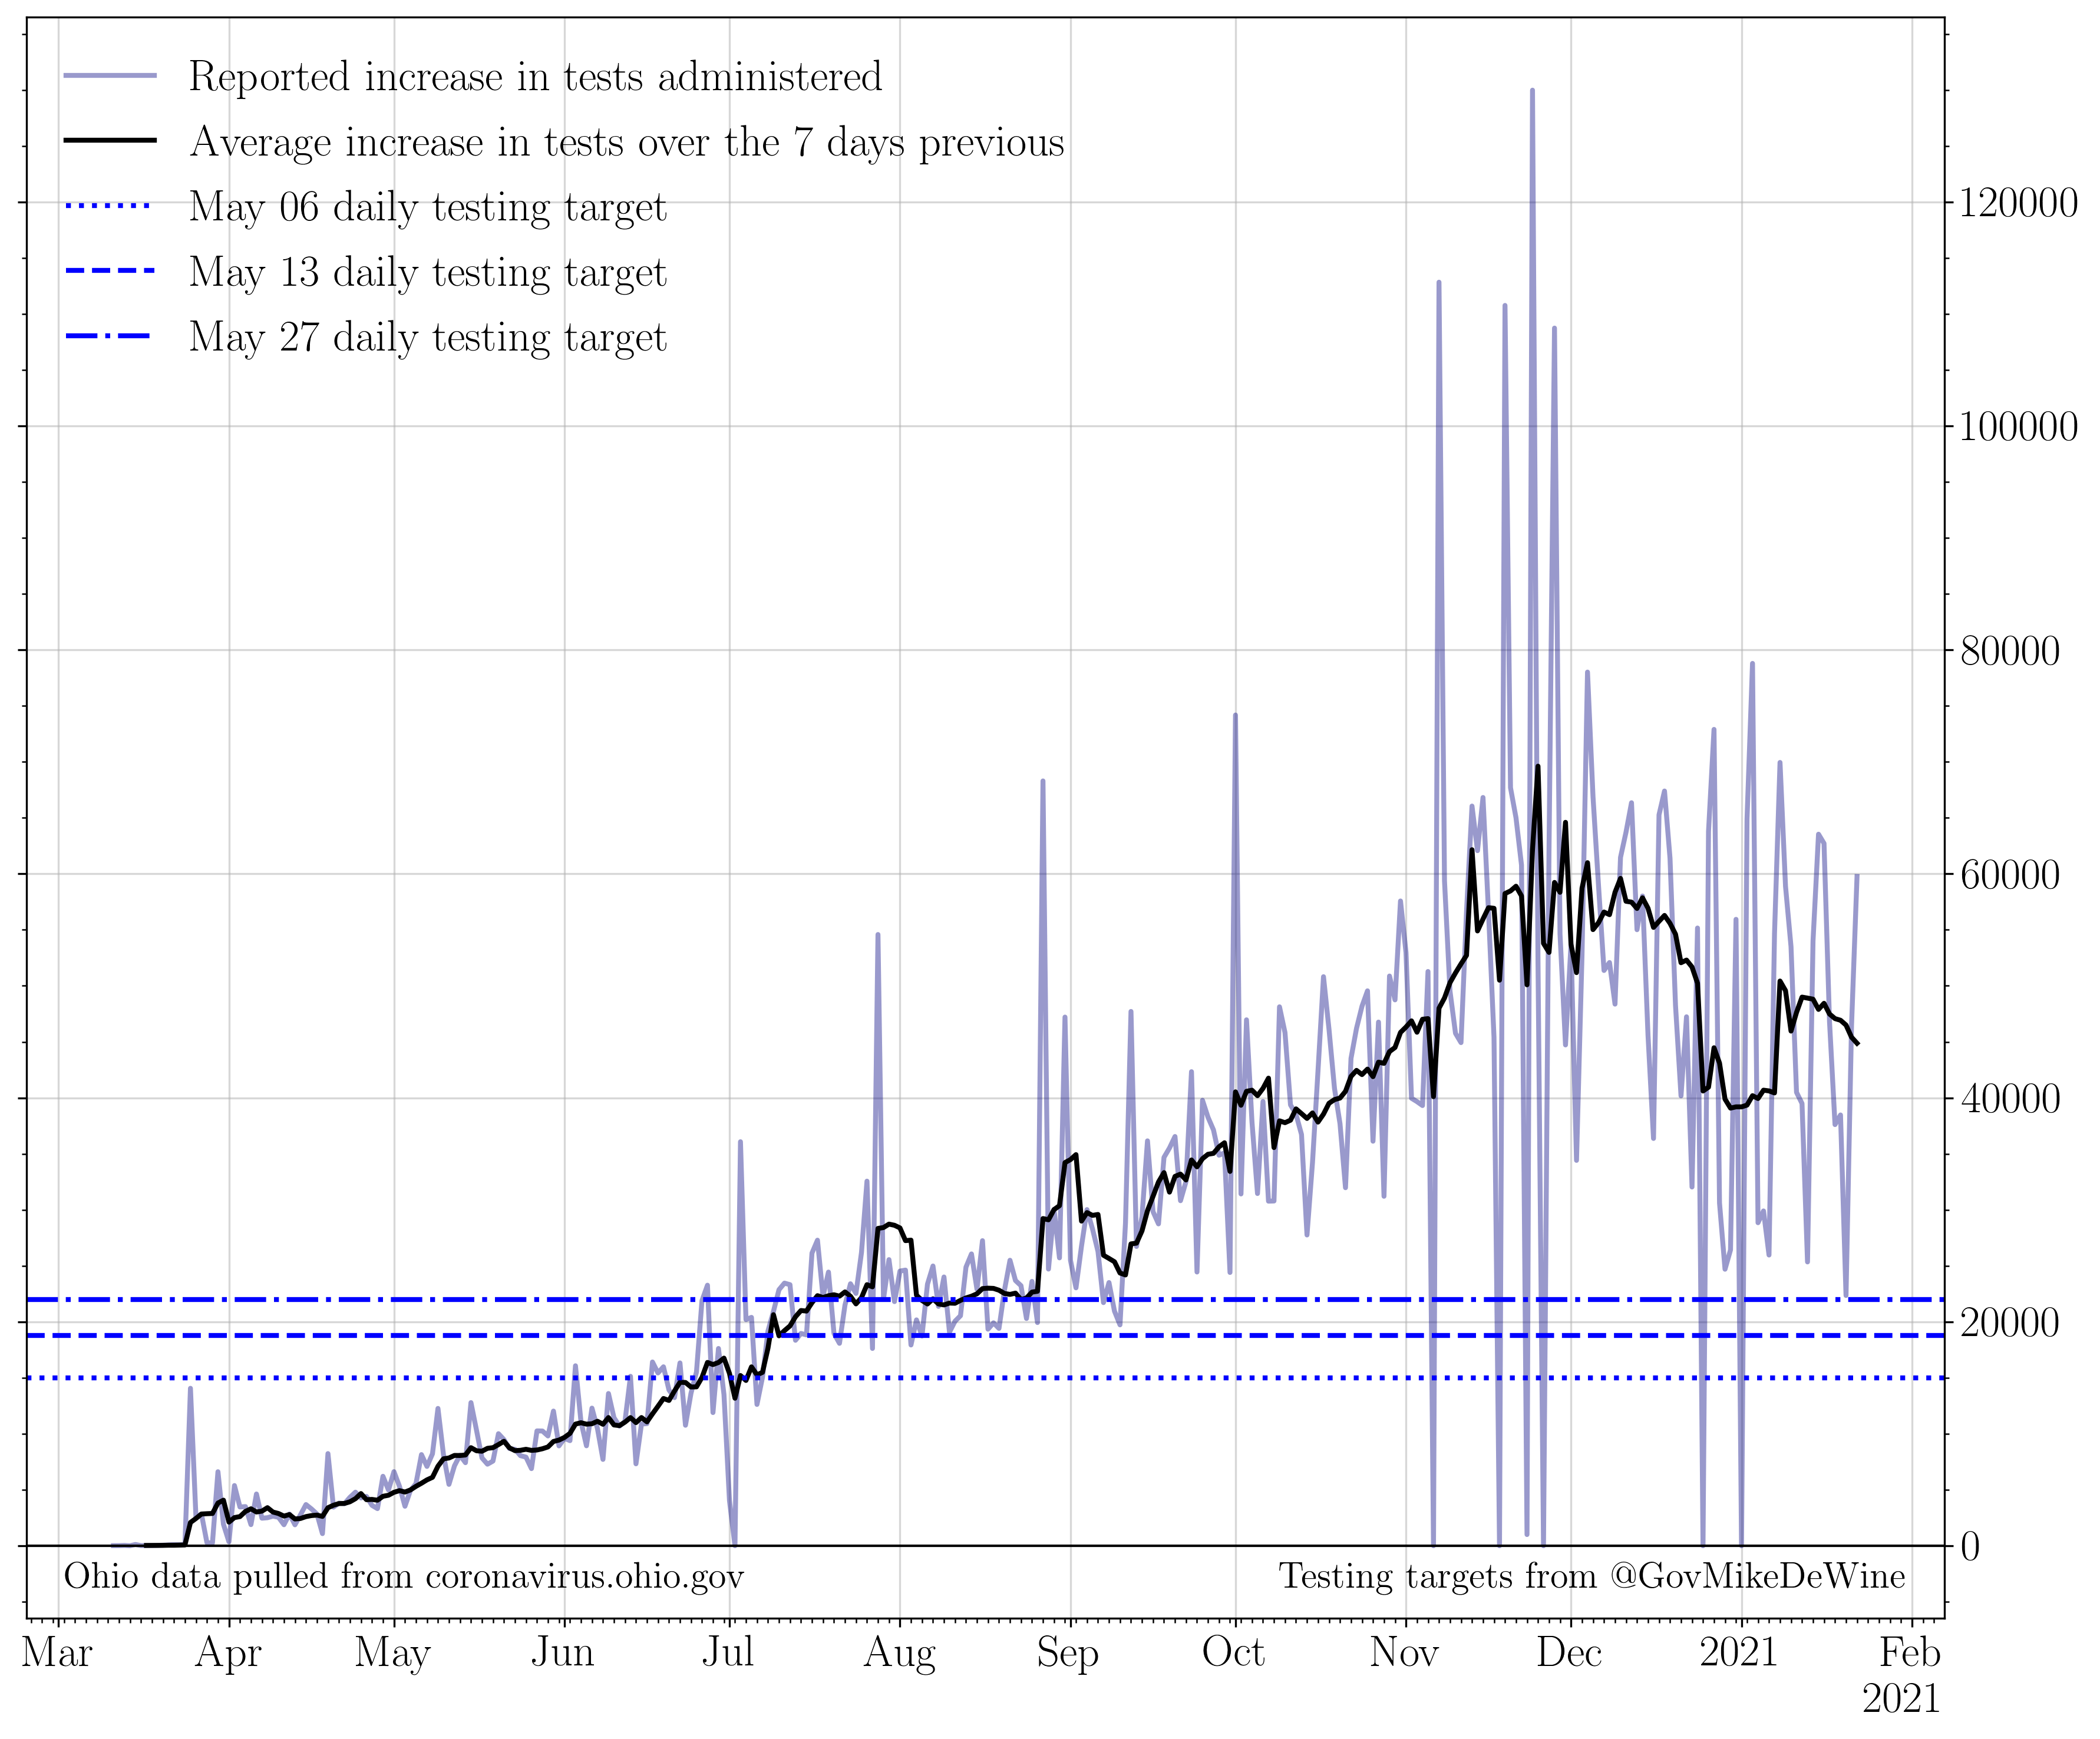 Reported increase in tests administered
Average increase in tests over the 7 days previous
May 06 daily testing target
May 13 daily testing target
May 27 daily testing target
120000
100000
80000
60000
40000
20000
0
Ohio data pulled from coronavirus.ohio.gov
Testing targets from @GovMikeDeWine
Mar Apr May Jun Jul Aug Sep Oct Nov Dec 2021 Feb
2021